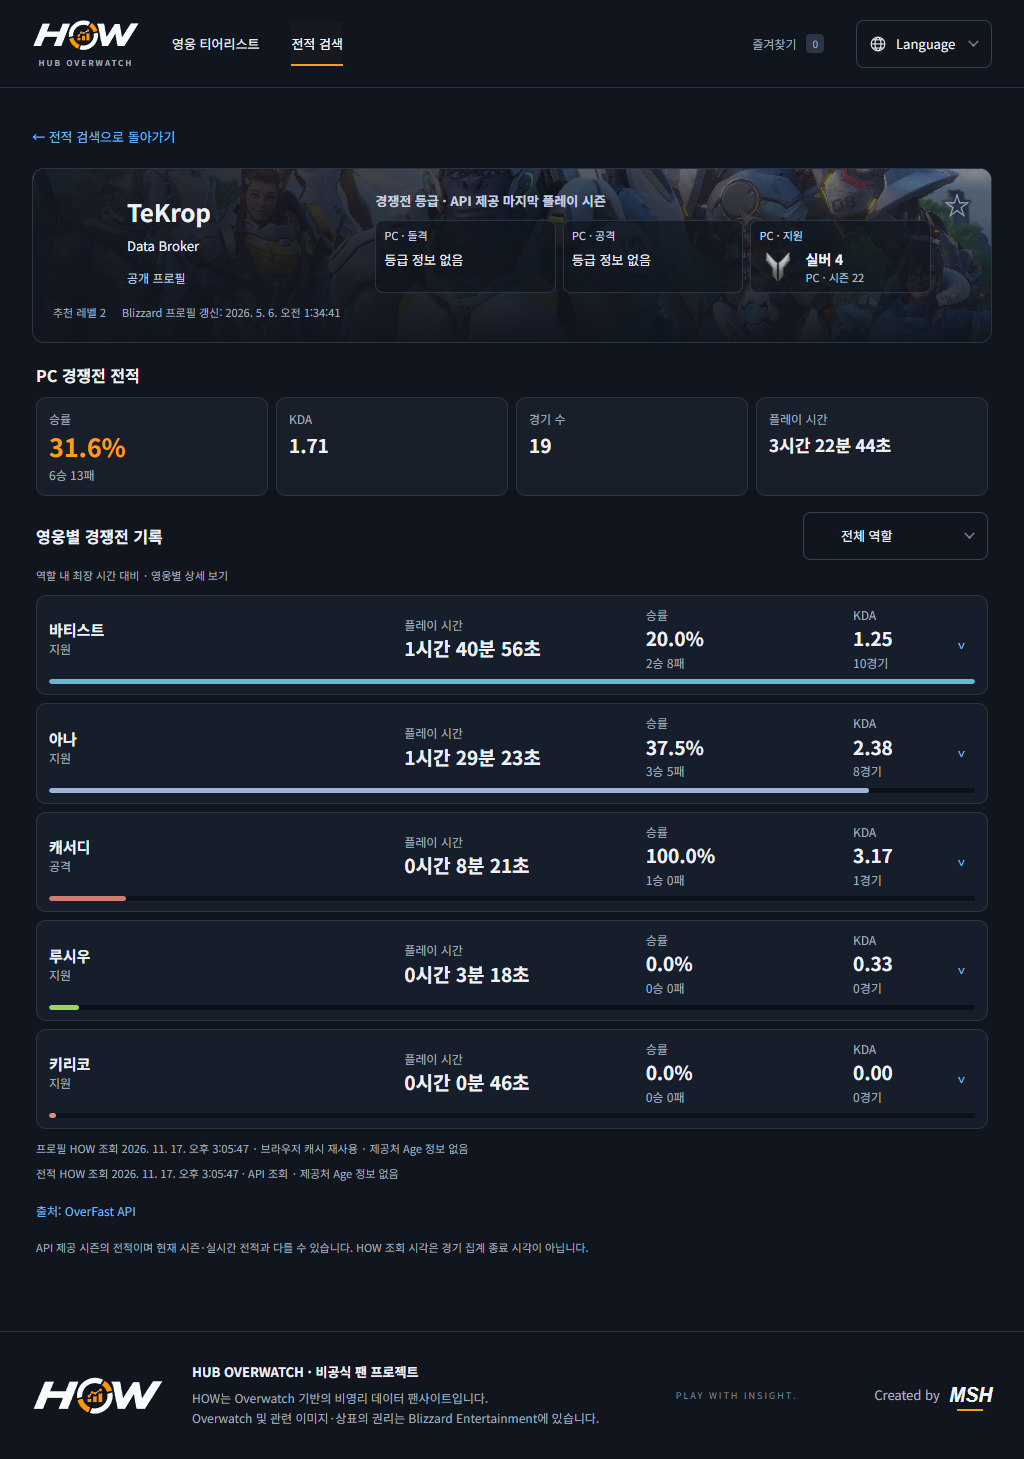 HOW
HUB OVERWATCH
영웅 티어리스트
전적 검색
즐겨찾기 0
Language
← 전적 검색으로 돌아가기
TeKrop
Data Broker
공개 프로필
추천 레벨 2 Blizzard 프로필 갱신: 2026. 5. 6. 오전 1:34:41
경쟁전 등급 · API 제공 마지막 플레이 시즌
PC · 돌격
등급 정보 없음
PC · 공격
등급 정보 없음
PC · 지원
실버 4
PC · 시즌 22
PC 경쟁전 전적
승률
31.6%
6승 13패
KDA
1.71
경기 수
19
플레이 시간
3시간 22분 44초
영웅별 경쟁전 기록
전체 역할
역할 내 최장 시간 대비 · 영웅별 상세 보기
바티스트
지원
플레이 시간
1시간 40분 56초
승률
20.0%
2승 8패
KDA
1.25
10경기
v
아나
지원
플레이 시간
1시간 29분 23초
승률
37.5%
3승 5패
KDA
2.38
8경기
v
캐서디
공격
플레이 시간
0시간 8분 21초
승률
100.0%
1승 0패
KDA
3.17
1경기
v
루시우
지원
플레이 시간
0시간 3분 18초
승률
0.0%
0승 0패
KDA
0.33
0경기
v
키리코
지원
플레이 시간
0시간 0분 46초
승률
0.0%
0승 0패
KDA
0.00
0경기
v
프로필 HOW 조회 2026. 11. 17. 오후 3:05:47 · 브라우저 캐시 재사용 · 제공처 Age 정보 없음
전적 HOW 조회 2026. 11. 17. 오후 3:05:47 · API 조회 · 제공처 Age 정보 없음
출처: OverFast API
API 제공 시즌의 전적이며 현재 시즌·실시간 전적과 다를 수 있습니다. HOW 조회 시각은 경기 집계 종료 시각이 아닙니다.
HOW
HUB OVERWATCH · 비공식 팬 프로젝트
HOW는 Overwatch 기반의 비영리 데이터 팬사이트입니다.
Overwatch 및 관련 이미지·상표의 권리는 Blizzard Entertainment에 있습니다.
PLAY WITH INSIGHT.
Created by MSH